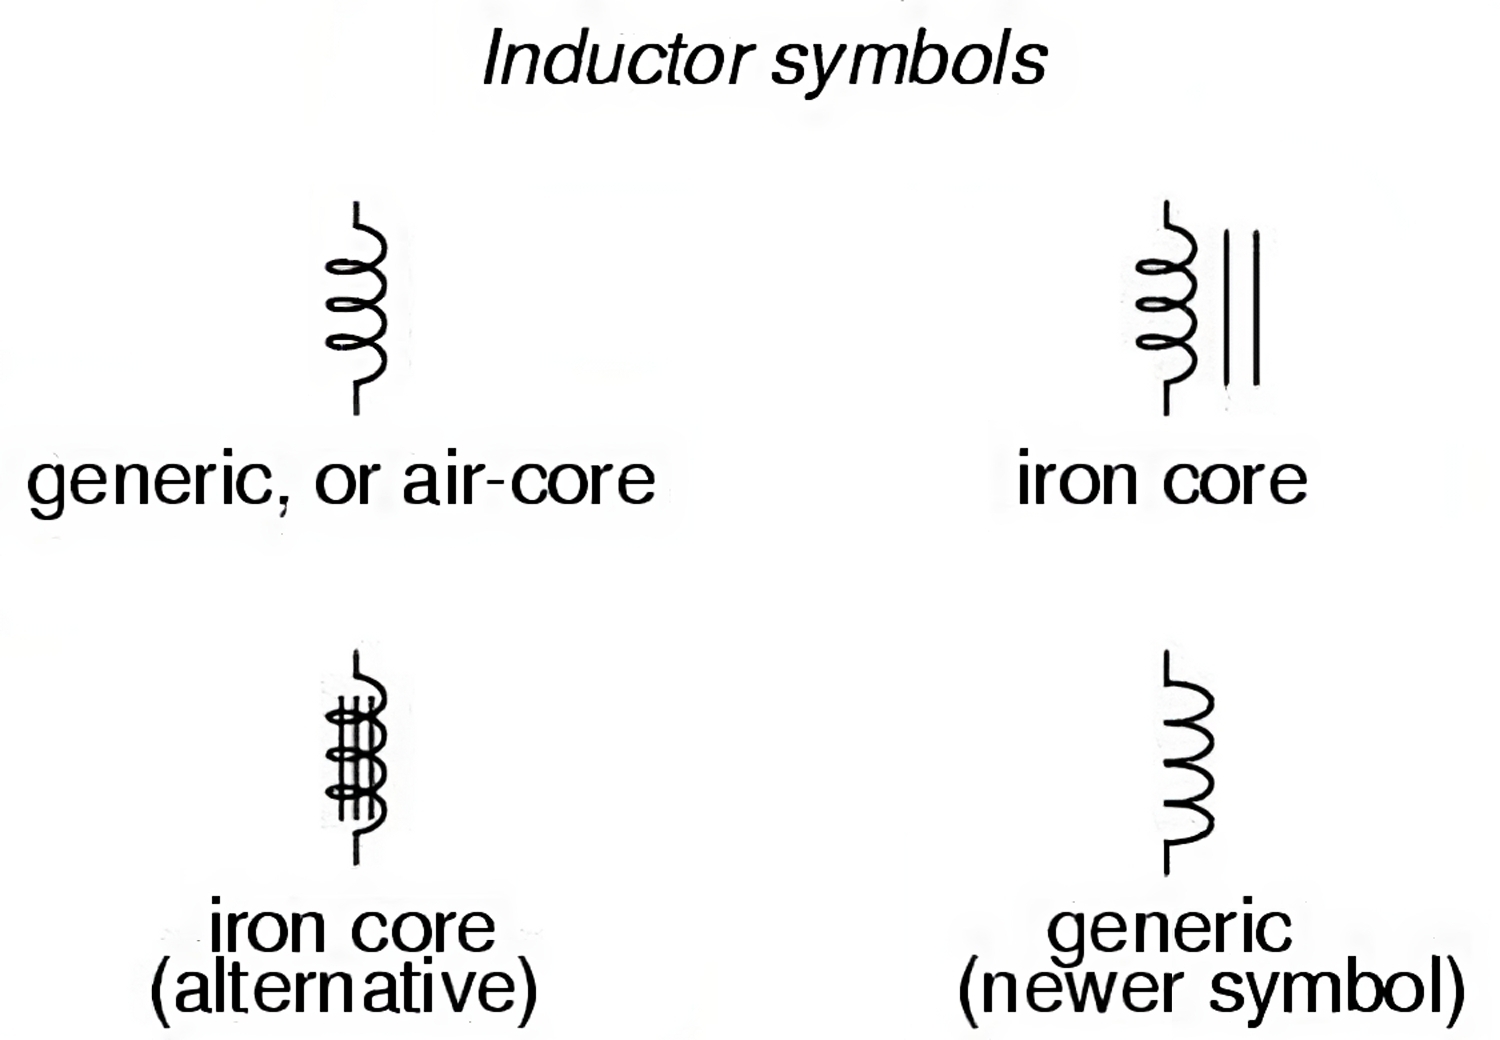 Inductor symbols
generic, or air-core
iron core
iron core
(alternative)
generic
(newer symbol)